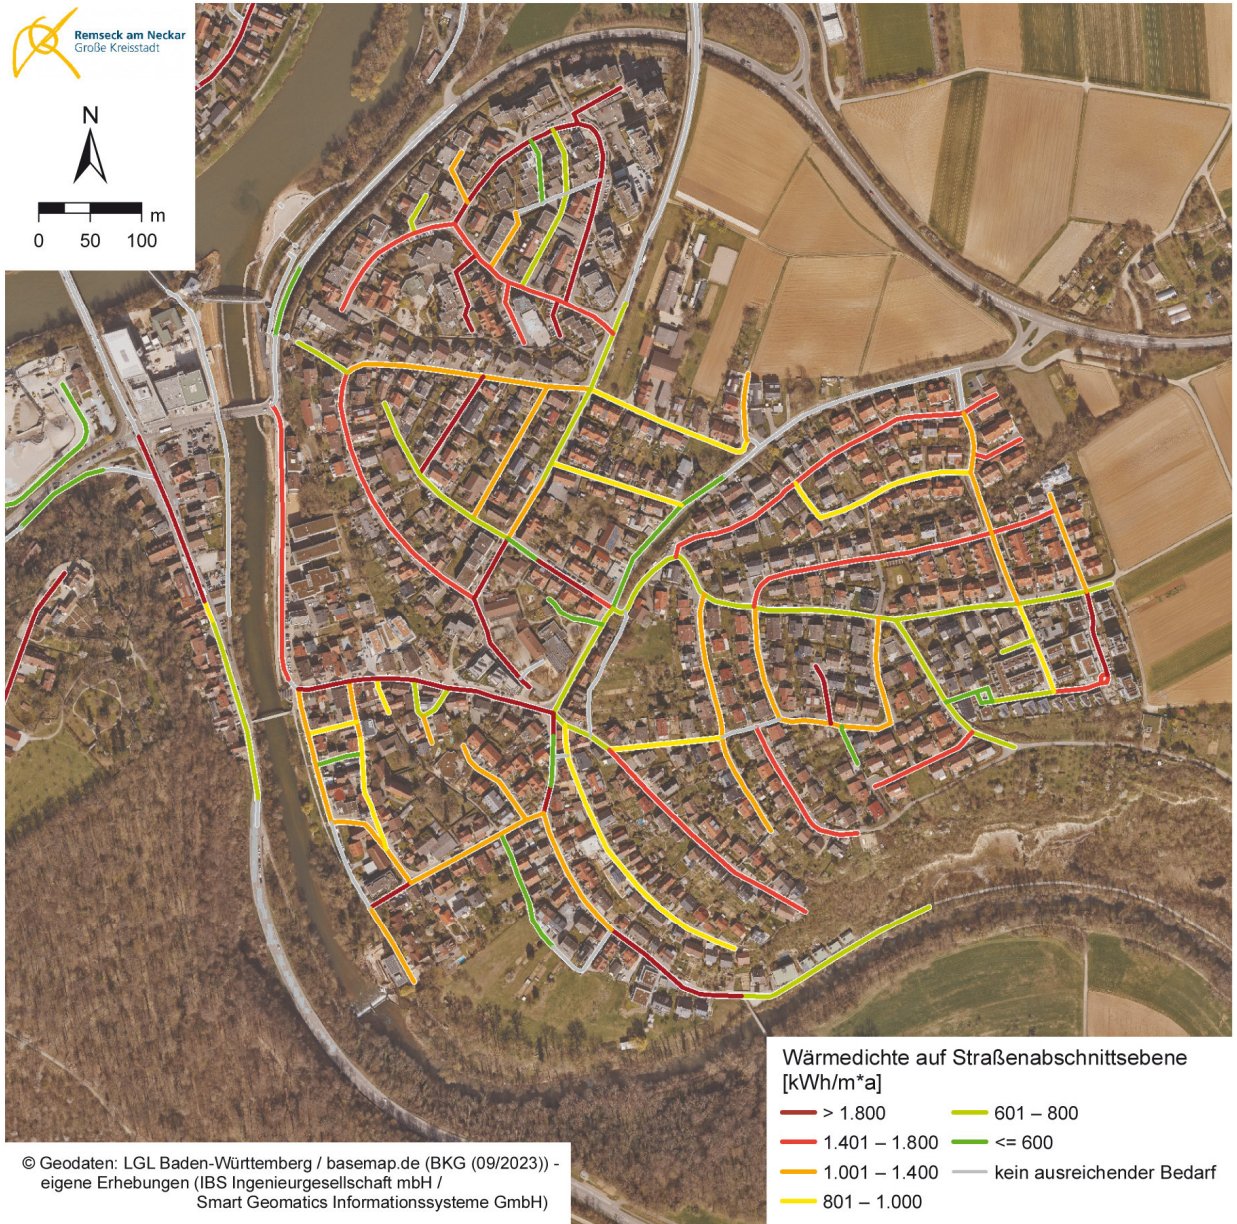 Remseck am Neckar
Große Kreisstadt
N
m
0 50 100
Wärmedichte auf Straßenabschnittsebene
[kWh/m*a]
> 1.800
1.401 – 1.800
1.001 – 1.400
801 – 1.000
601 – 800
<= 600
kein ausreichender Bedarf
© Geodaten: LGL Baden-Württemberg / basemap.de (BKG (09/2023)) -
eigene Erhebungen (IBS Ingenieurgesellschaft mbH /
Smart Geomatics Informationssysteme GmbH)